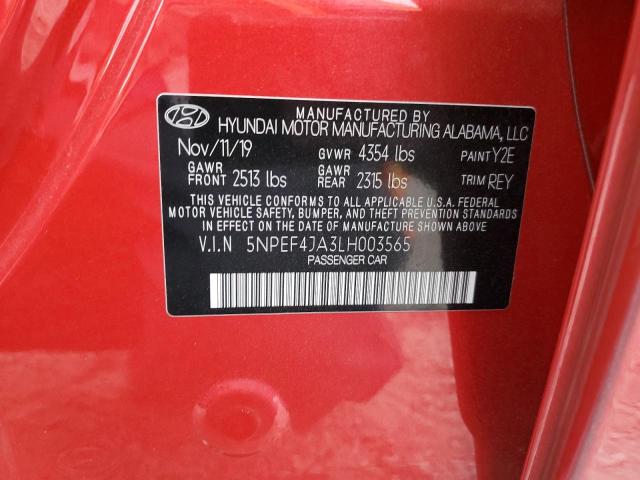 MANUFACTURED BY
HYUNDAI MOTOR MANUFACTURING ALABAMA, LLC
Nov/11/19 GVWR 4354 lbs PAINT Y2E
GAWR FRONT 2513 lbs GAWR REAR 2315 lbs TRIM REY
THIS VEHICLE CONFORMS TO ALL APPLICABLE U.S.A. FEDERAL
MOTOR VEHICLE SAFETY, BUMPER, AND THEFT PREVENTION STANDARDS
IN EFFECT ON THE DATE OF MANUFACTURE SHOWN ABOVE.
V.I.N 5NPEF4JA3LH003565
PASSENGER CAR